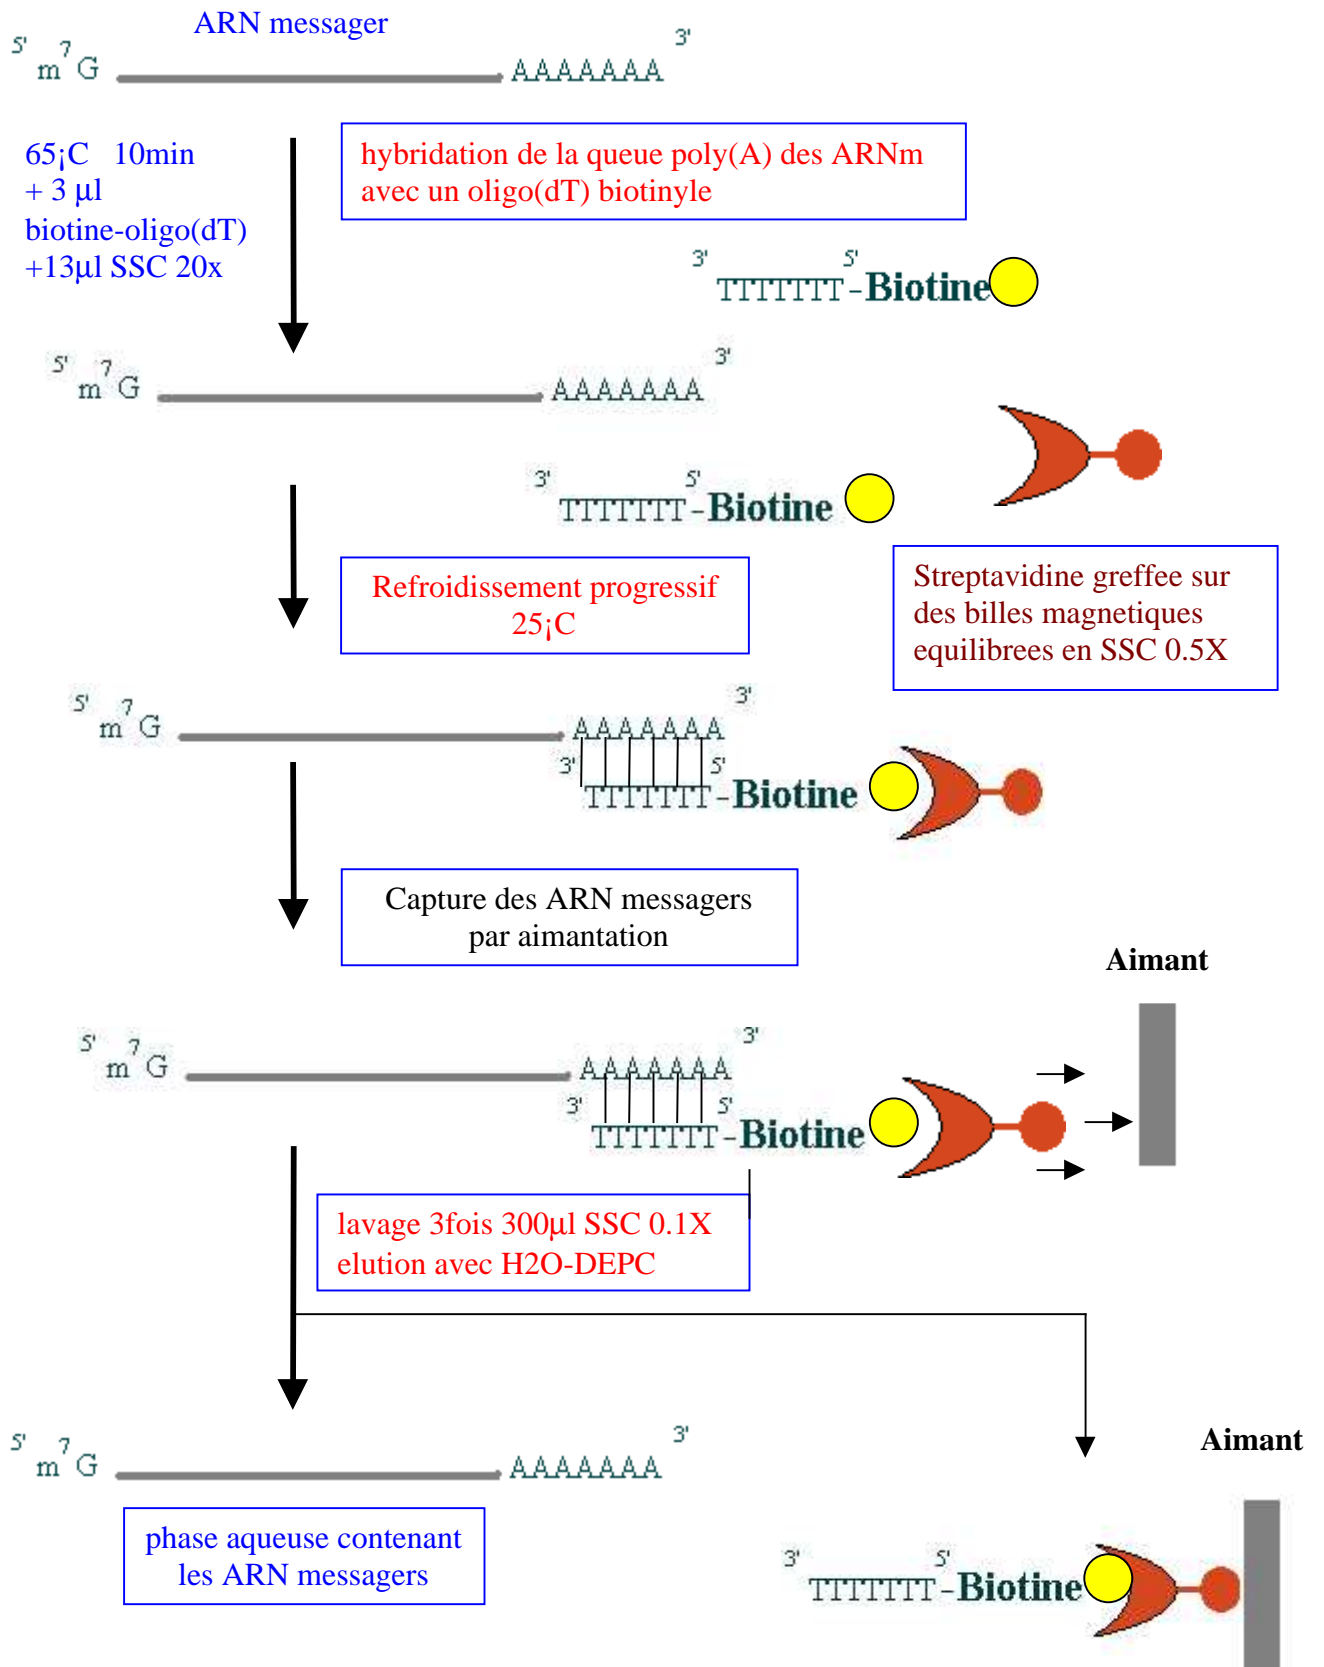 ARN messager
5' m7G AAAAAAA 3'
65¡C 10min
+ 3 µl
biotine-oligo(dT)
+13µl SSC 20x
hybridation de la queue poly(A) des ARNm
avec un oligo(dT) biotinyle
3' TTTTTTT 5' -Biotine
5' m7G AAAAAAA 3'
3' TTTTTTT 5' -Biotine
Refroidissement progressif
25¡C
Streptavidine greffee sur
des billes magnetiques
equilibrees en SSC 0.5X
5' m7G AAAAAAA 3'
3' TTTTTTT 5' -Biotine
Capture des ARN messagers
par aimantation
Aimant
5' m7G AAAAAAA 3'
3' TTTTTTT 5' -Biotine
lavage 3fois 300µl SSC 0.1X
elution avec H2O-DEPC
5' m7G AAAAAAA 3'
phase aqueuse contenant
les ARN messagers
Aimant
3' TTTTTTT 5' -Biotine